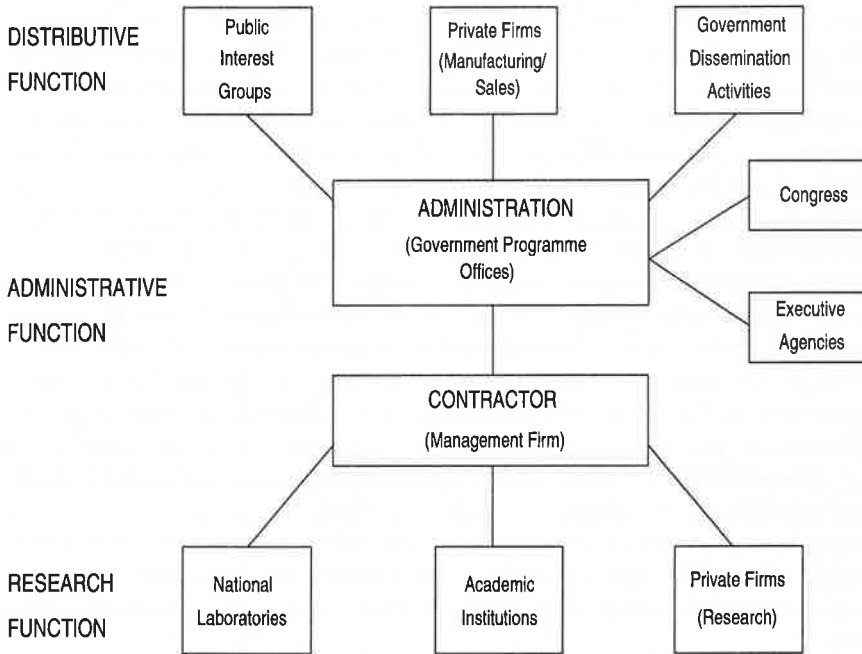 DISTRIBUTIVE
FUNCTION
Public
Interest
Groups
Private Firms
(Manufacturing/
Sales)
Government
Dissemination
Activities
ADMINISTRATION
(Government Programme
Offices)
Congress
ADMINISTRATIVE
FUNCTION
Executive
Agencies
CONTRACTOR
(Management Firm)
RESEARCH
FUNCTION
National
Laboratories
Academic
Institutions
Private Firms
(Research)